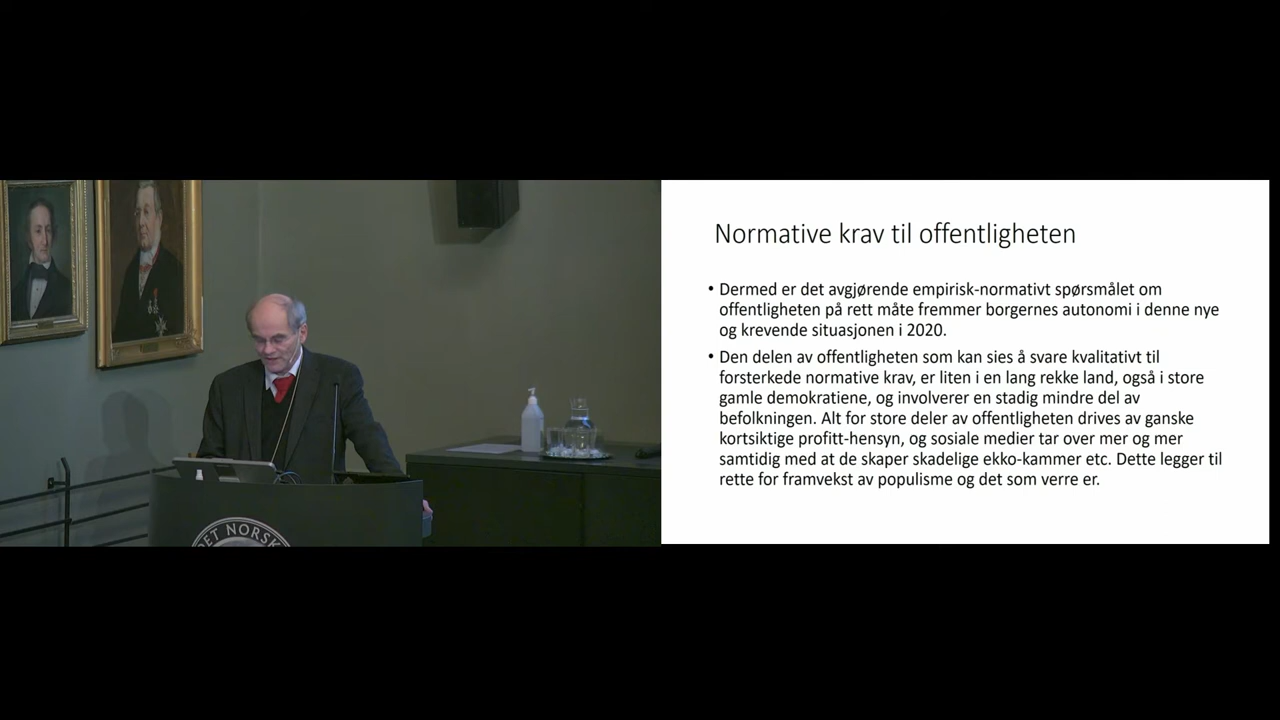 Normative krav til offentligheten
• Dermed er det avgjørende empirisk-normativt spørsmålet om
offentligheten på rett måte fremmer borgernes autonomi i denne nye
og krevende situasjonen i 2020.
• Den delen av offentligheten som kan sies å svare kvalitativt til
forsterkede normative krav, er liten i en lang rekke land, også i store
gamle demokratiene, og involverer en stadig mindre del av
befolkningen. Alt for store deler av offentligheten drives av ganske
kortsiktige profitt-hensyn, og sosiale medier tar over mer og mer
samtidig med at de skaper skadelige ekko-kammer etc. Dette legger til
rette for framvekst av populisme og det som verre er.
DET NORSK